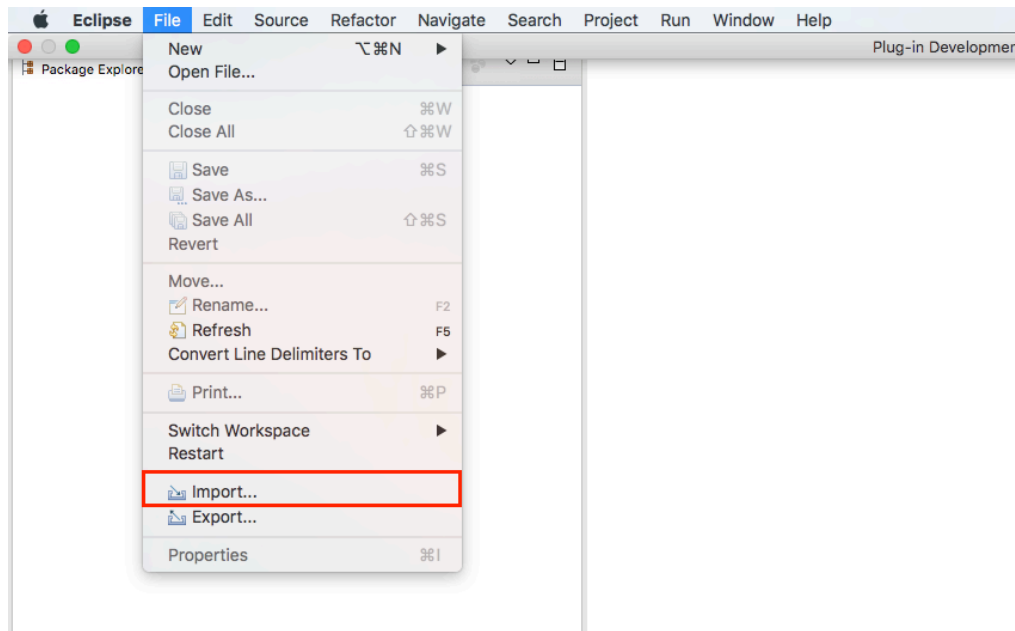 Eclipse File Edit Source Refactor Navigate Search Project Run Window Help
Plug-in Developmer
Package Explore
New ⌥⌘N ▶
Open File...
Close ⌘W
Close All ⇧⌘W
Save ⌘S
Save As...
Save All ⇧⌘S
Revert
Move...
Rename... F2
Refresh F5
Convert Line Delimiters To ▶
Print... ⌘P
Switch Workspace ▶
Restart
Import...
Export...
Properties ⌘I